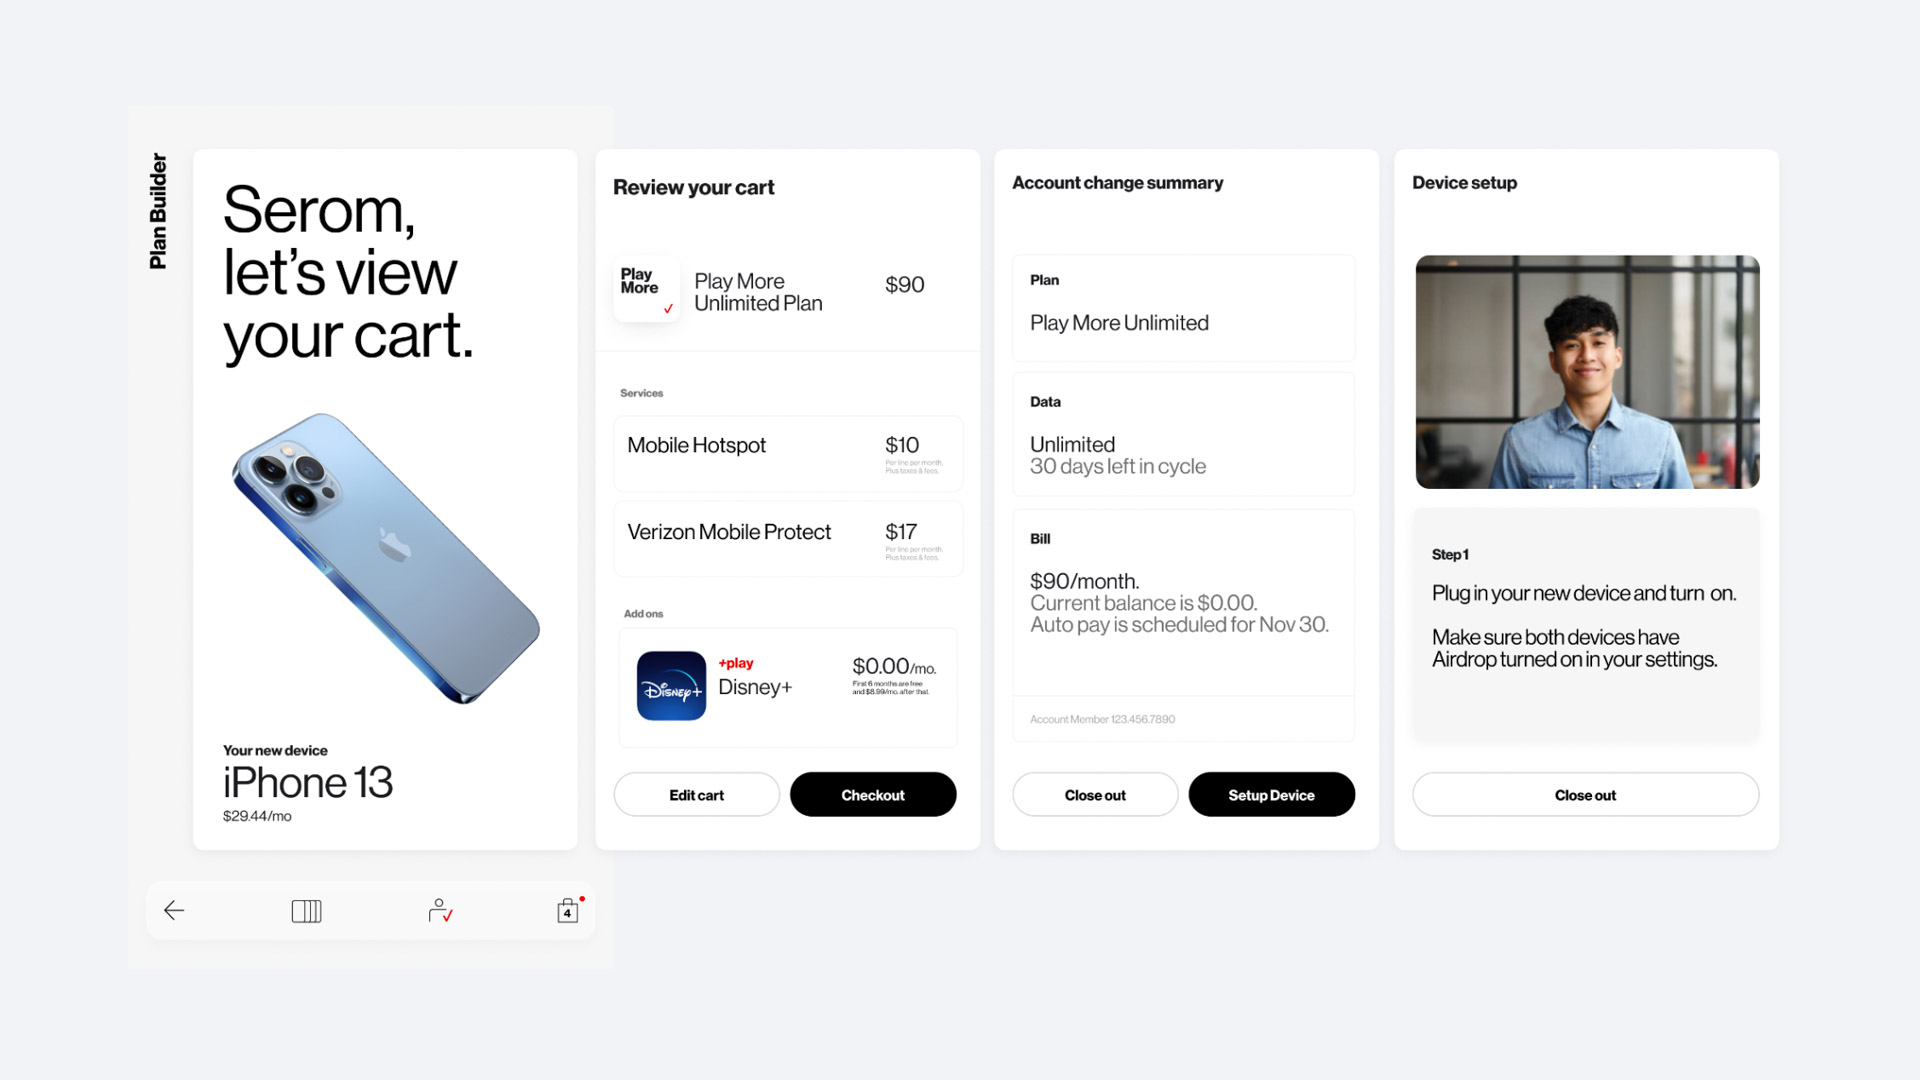 Plan Builder
Serom,
let’s view
your cart.
Your new device
iPhone 13
$29.44/mo
4
Review your cart
Play
More
Play More
Unlimited Plan
$90
Services
Mobile Hotspot
$10
Per line per month.
Plus taxes & fees.
Verizon Mobile Protect
$17
Per line per month.
Plus taxes & fees.
Add ons
Disney+
+play
Disney+
$0.00/mo.
First 6 months are free
and $8.99/mo. after that.
Edit cart
Checkout
Account change summary
Plan
Play More Unlimited
Data
Unlimited
30 days left in cycle
Bill
$90/month.
Current balance is $0.00.
Auto pay is scheduled for Nov 30.
Account Member 123.456.7890
Close out
Setup Device
Device setup
Step 1
Plug in your new device and turn on.
Make sure both devices have
Airdrop turned on in your settings.
Close out